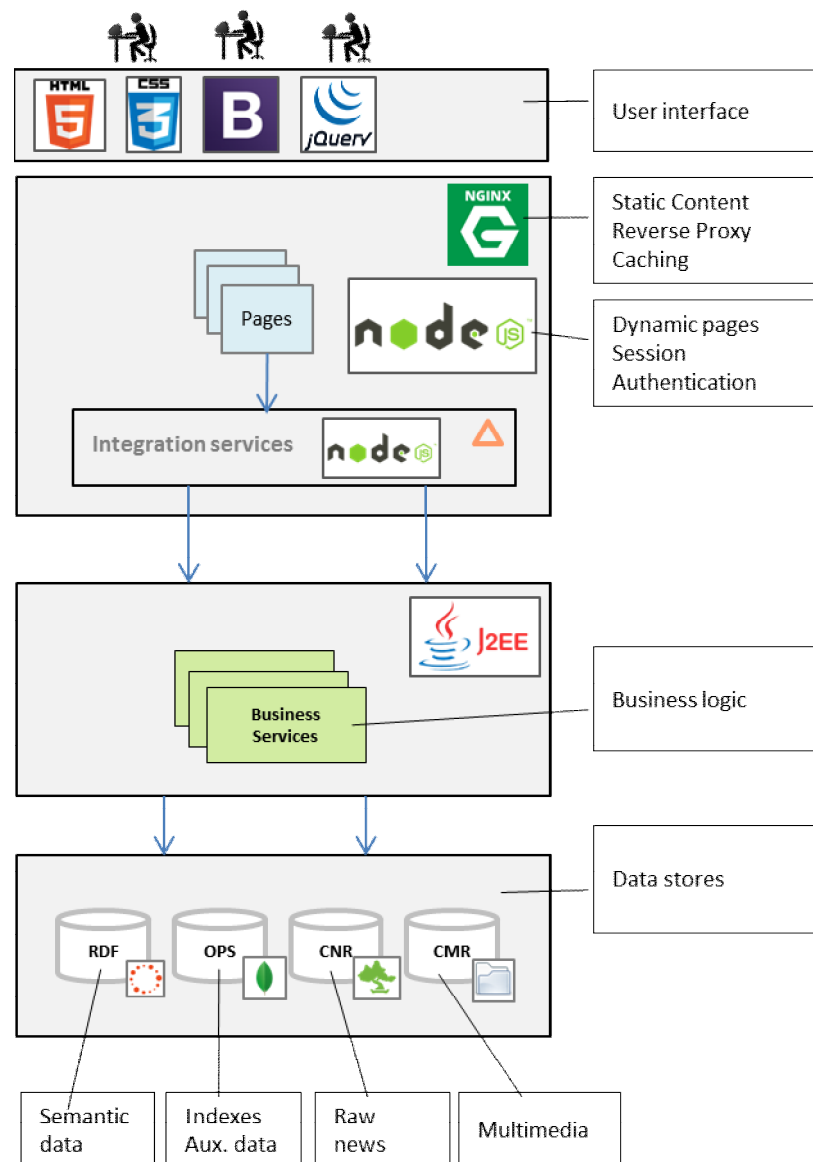 HTML
5
CSS
3
B
jQuery
User interface
NGINX
G
Static Content
Reverse Proxy
Caching
Pages
node
JS
™
Dynamic pages
Session
Authentication
Integration services
node
JS
J2EE
Business
Services
Business logic
Data stores
RDF
OPS
CNR
CMR
Semantic
data
Indexes
Aux. data
Raw
news
Multimedia